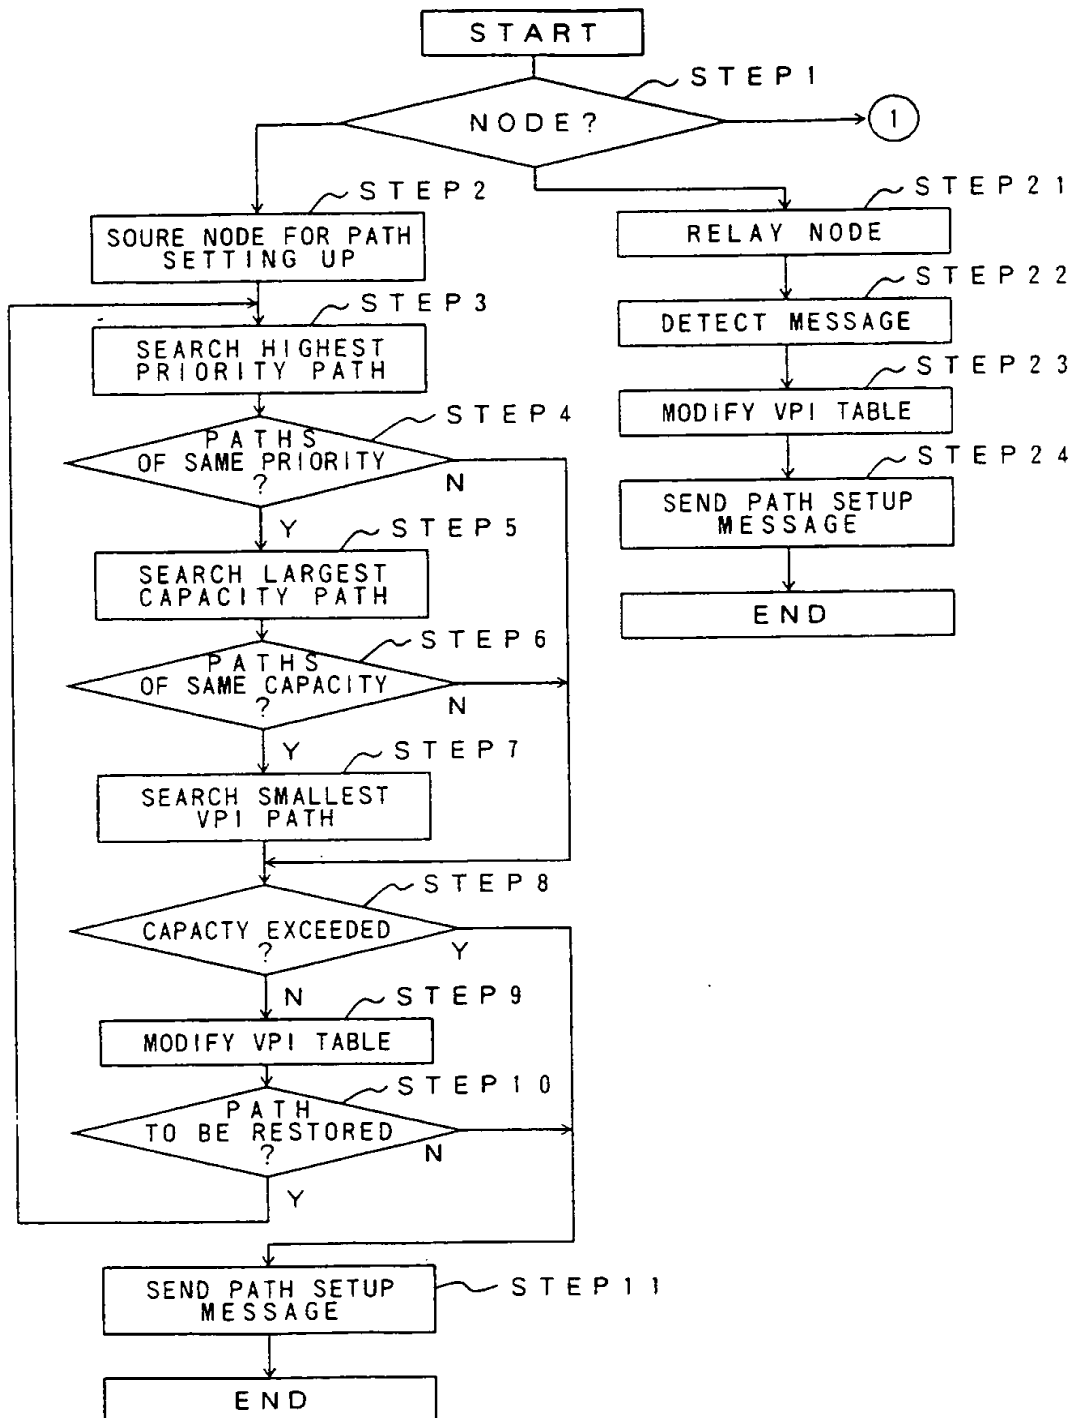 START
STEP1
NODE?
1
STEP2
SOURE NODE FOR PATH
SETTING UP
STEP3
SEARCH HIGHEST
PRIORITY PATH
STEP4
PATHS
OF SAME PRIORITY
?
N
Y
STEP5
SEARCH LARGEST
CAPACITY PATH
STEP6
PATHS
OF SAME CAPACITY
?
N
Y
STEP7
SEARCH SMALLEST
VPI PATH
STEP8
CAPACTY EXCEEDED
?
Y
N
STEP9
MODIFY VPI TABLE
STEP10
PATH
TO BE RESTORED
?
N
Y
SEND PATH SETUP
MESSAGE
STEP11
END
STEP21
RELAY NODE
STEP22
DETECT MESSAGE
STEP23
MODIFY VPI TABLE
STEP24
SEND PATH SETUP
MESSAGE
END